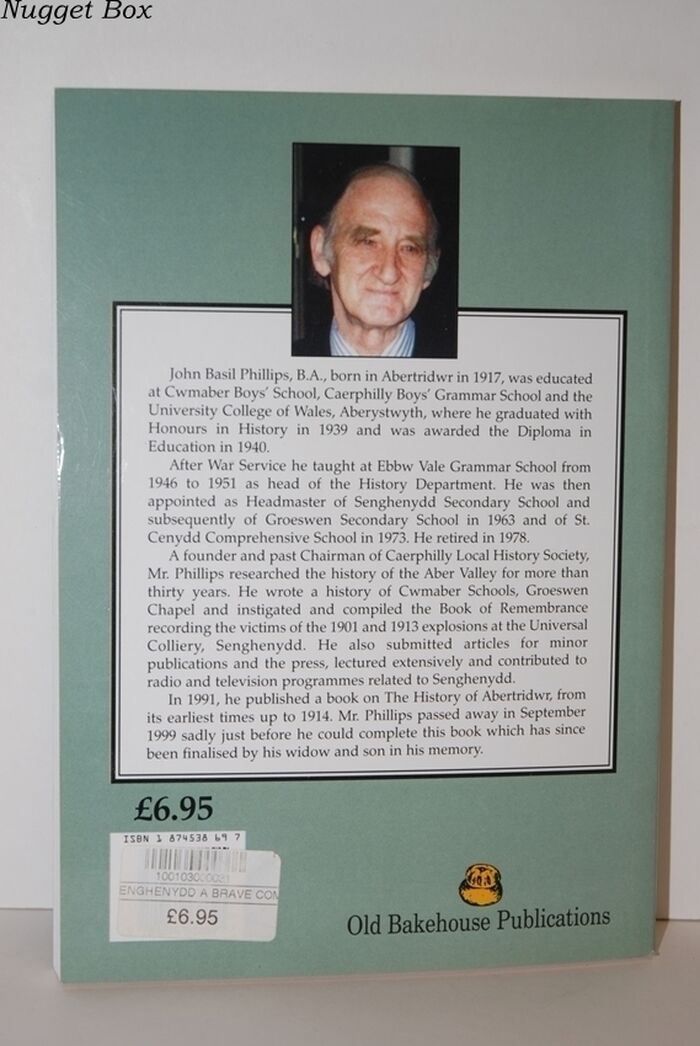 Nugget Box
John Basil Phillips, B.A., born in Abertridwr in 1917, was educated
at Cwmaber Boys' School, Caerphilly Boys' Grammar School and the
University College of Wales, Aberystwyth, where he graduated with
Honours in History in 1939 and was awarded the Diploma in
Education in 1940.
After War Service he taught at Ebbw Vale Grammar School from
1946 to 1951 as head of the History Department. He was then
appointed as Headmaster of Senghenydd Secondary School and
subsequently of Groeswen Secondary School in 1963 and of St.
Cenydd Comprehensive School in 1973. He retired in 1978.
A founder and past Chairman of Caerphilly Local History Society,
Mr. Phillips researched the history of the Aber Valley for more than
thirty years. He wrote a history of Cwmaber Schools, Groeswen
Chapel and instigated and compiled the Book of Remembrance
recording the victims of the 1901 and 1913 explosions at the Universal
Colliery, Senghenydd. He also submitted articles for minor
publications and the press, lectured extensively and contributed to
radio and television programmes related to Senghenydd.
In 1991, he published a book on The History of Abertridwr, from
its earliest times up to 1914. Mr. Phillips passed away in September
1999 sadly just before he could complete this book which has since
been finalised by his widow and son in his memory.
£6.95
ISBN 1 874538 69 7
ENGHENYDD A BRAVE CON
£6.95
Old Bakehouse Publications